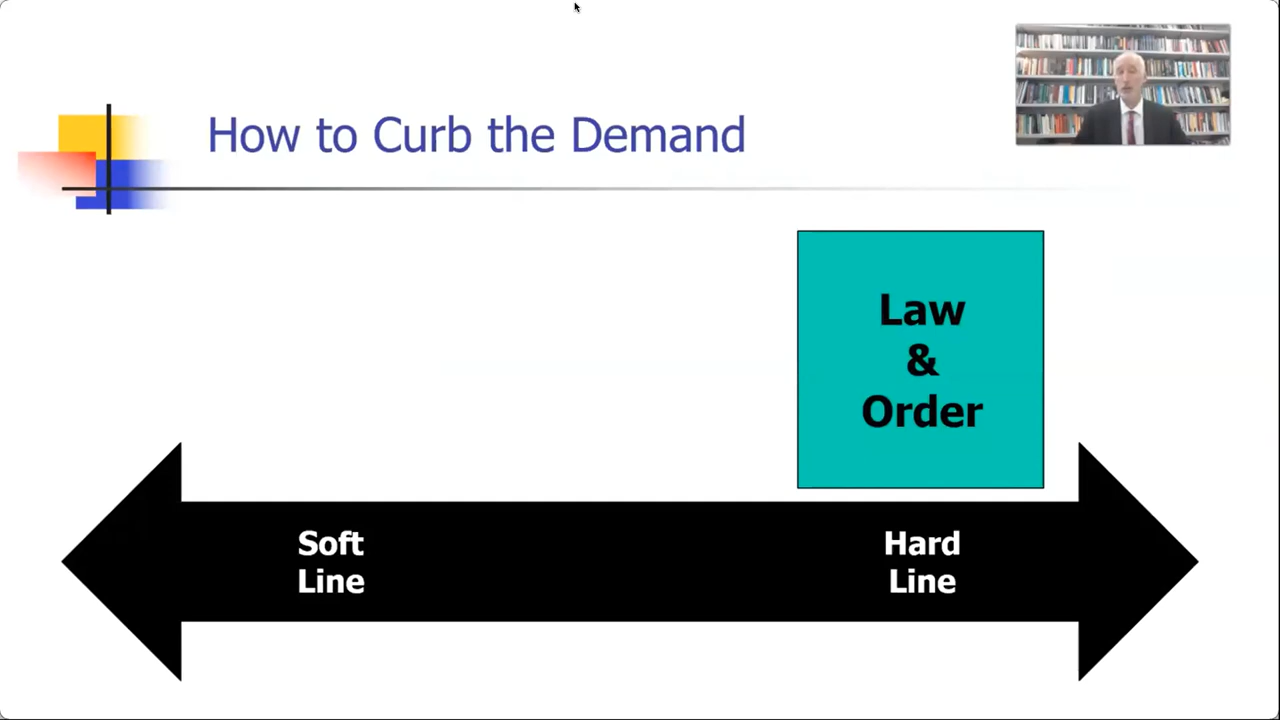 How to Curb the Demand
Law
&
Order
Soft
Line
Hard
Line